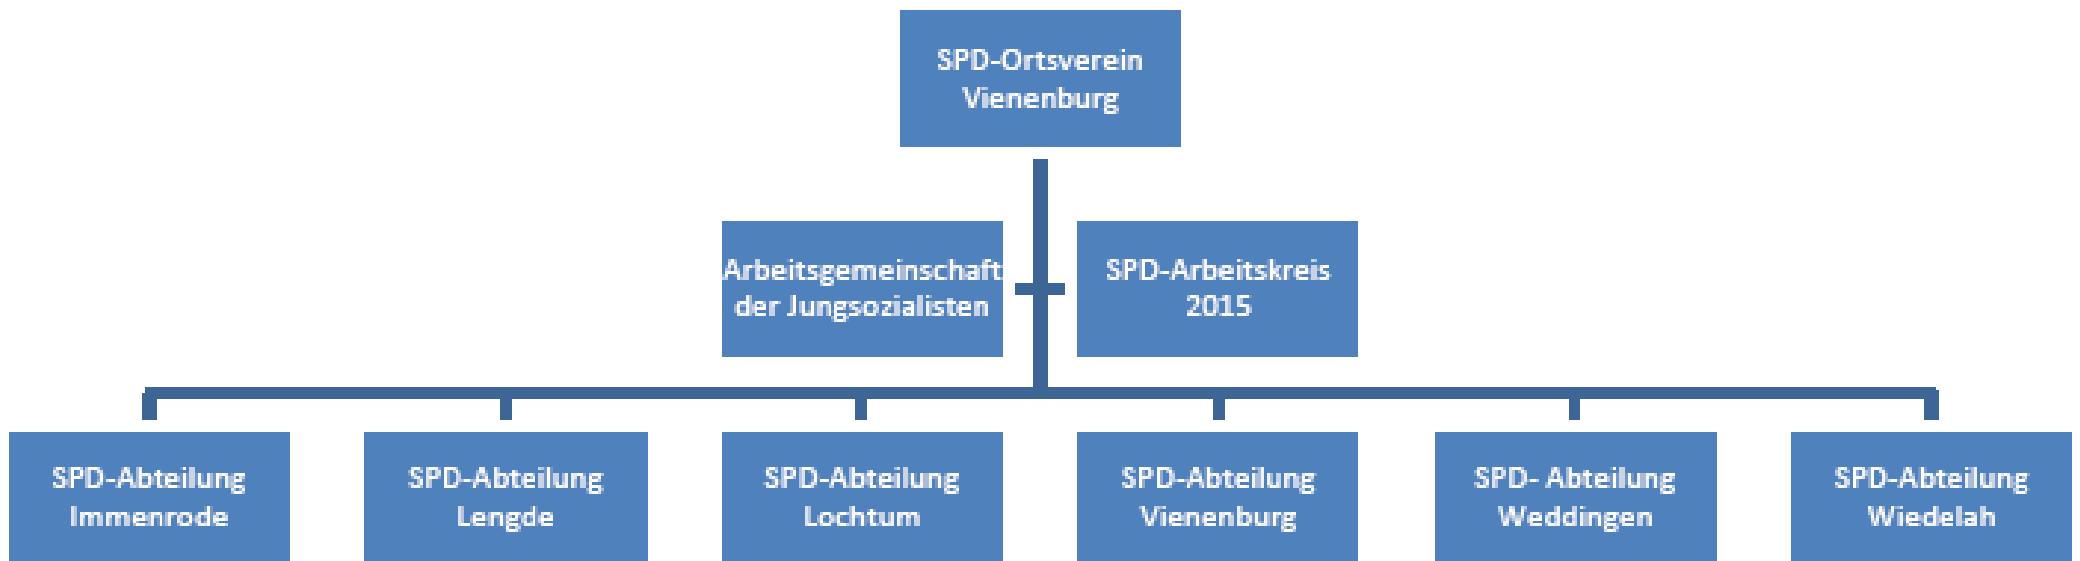 SPD-Ortsverein
Vienenburg
Arbeitsgemeinschaft
der Jungsozialisten
SPD-Arbeitskreis
2015
SPD-Abteilung
Immenrode
SPD-Abteilung
Lengde
SPD-Abteilung
Lochtum
SPD-Abteilung
Vienenburg
SPD- Abteilung
Weddingen
SPD-Abteilung
Wiedelah